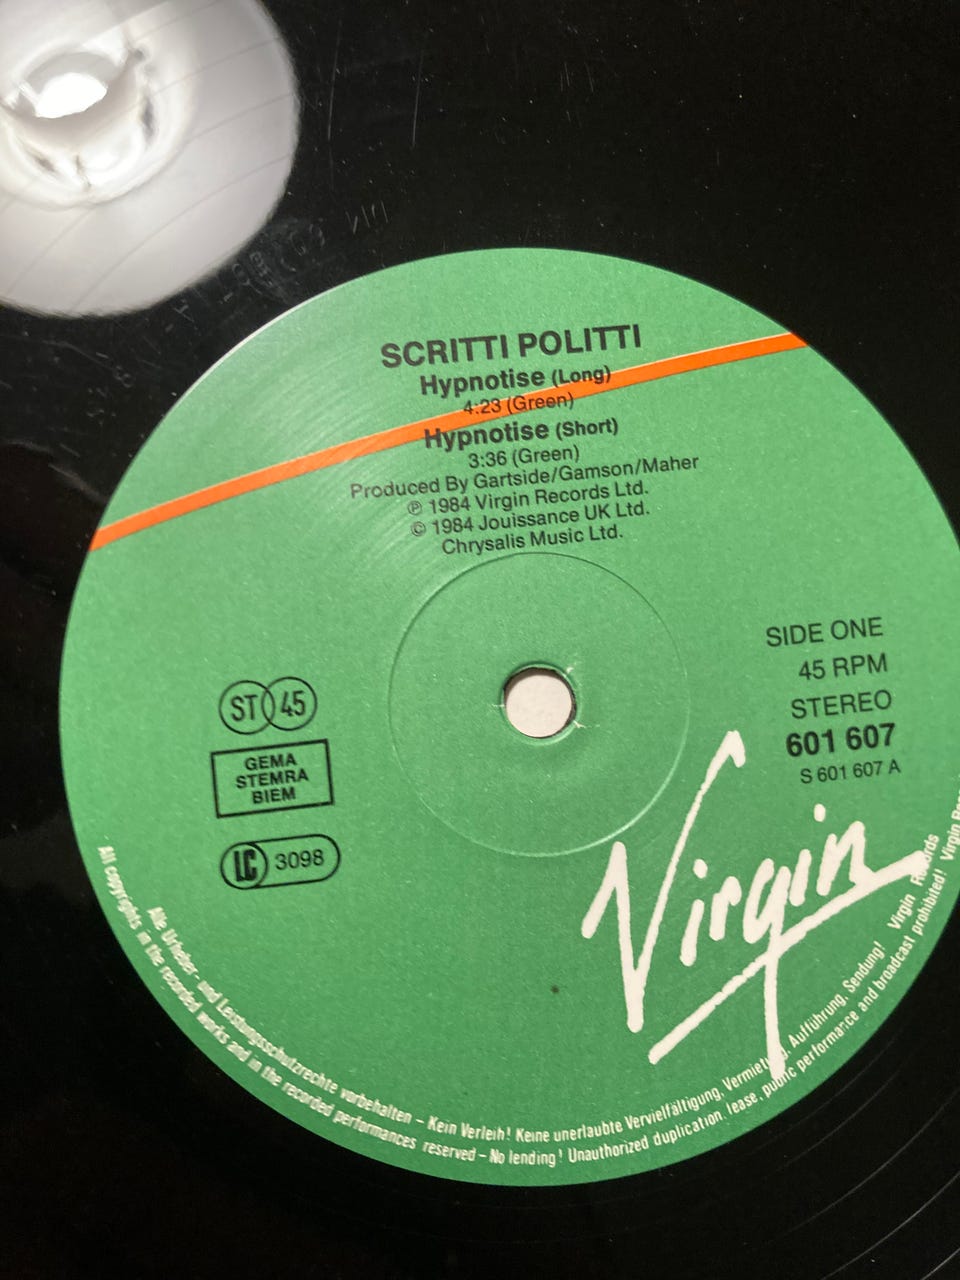 SCRITTI POLITTI
Hypnotise (Long)
4:23 (Green)
Hypnotise (Short)
3:36 (Green)
Produced By Gartside/Gamson/Maher
℗ 1984 Virgin Records Ltd.
© 1984 Jouissance UK Ltd.
Chrysalis Music Ltd.
SIDE ONE
45 RPM
STEREO
601 607
S 601 607 A
ST 45
GEMA
STEMRA
BIEM
LC 3098
Virgin
Alle Urheber- und Leistungsschutzrechte vorbehalten – Kein Verleih! Keine unerlaubte Vervielfältigung, Vermietung, Aufführung, Sendung! Virgin Records
All copyrights in the recorded works and in the recorded performances reserved – No lending! Unauthorized duplication, lease, public performance and broadcast prohibited! Virgin